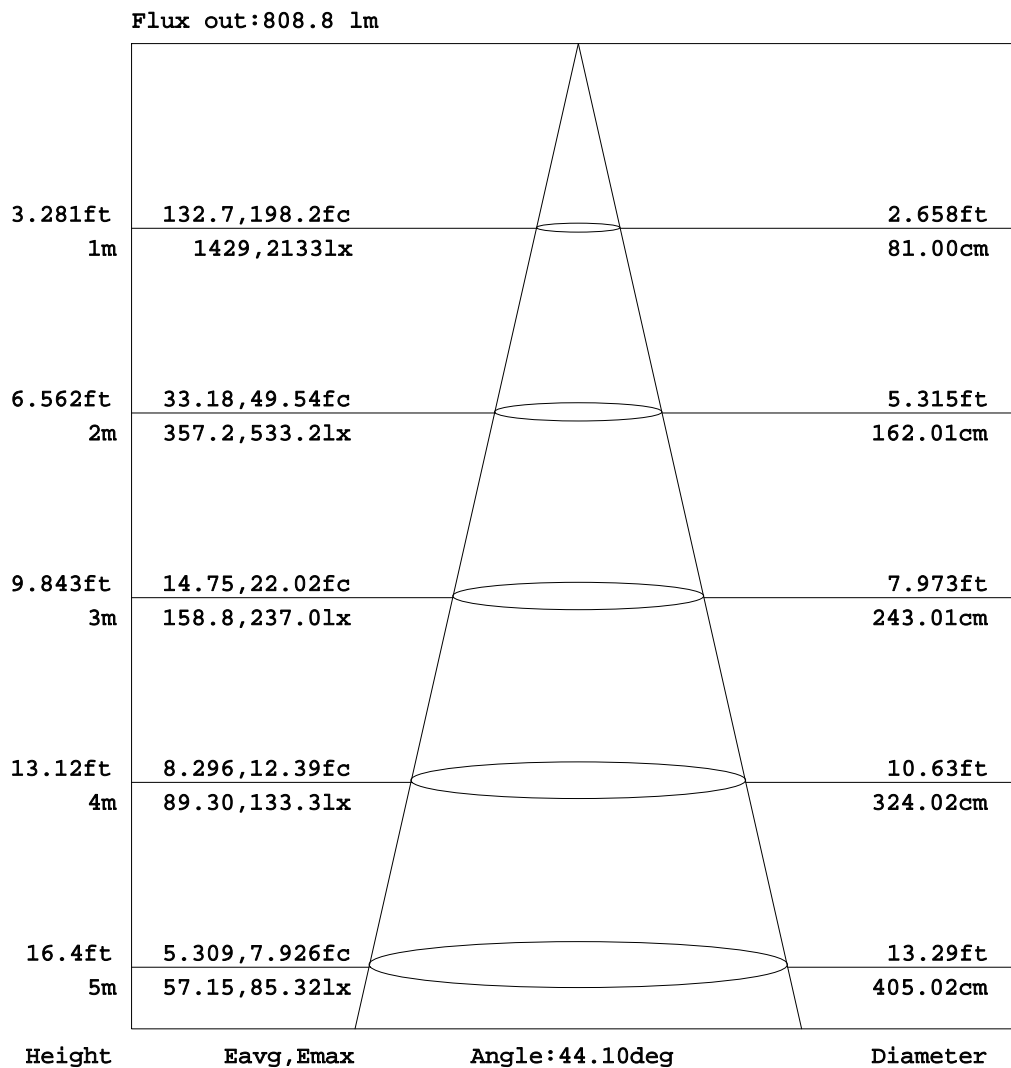 Flux out:808.8 lm
3.281ft 132.7,198.2fc 2.658ft
1m 1429,2133lx 81.00cm
6.562ft 33.18,49.54fc 5.315ft
2m 357.2,533.2lx 162.01cm
9.843ft 14.75,22.02fc 7.973ft
3m 158.8,237.0lx 243.01cm
13.12ft 8.296,12.39fc 10.63ft
4m 89.30,133.3lx 324.02cm
16.4ft 5.309,7.926fc 13.29ft
5m 57.15,85.32lx 405.02cm
Height Eavg,Emax Angle:44.10deg Diameter